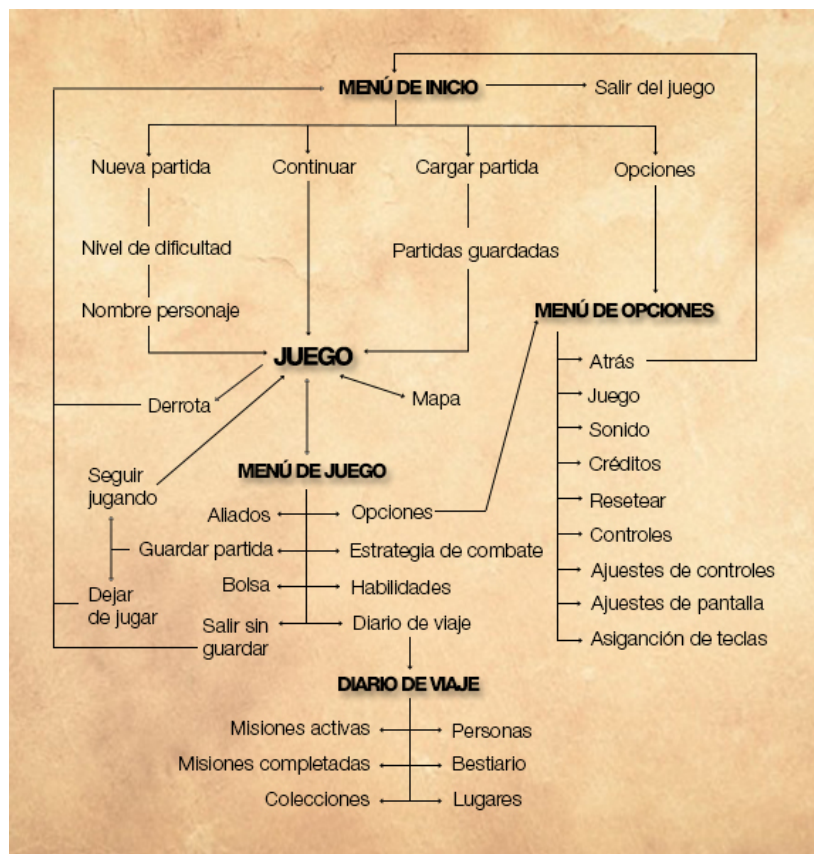 MENÚ DE INICIO
Salir del juego
Nueva partida
Continuar
Cargar partida
Opciones
Nivel de dificultad
Partidas guardadas
Nombre personaje
MENÚ DE OPCIONES
JUEGO
Atrás
Derrota
Mapa
Juego
Sonido
Seguir
jugando
MENÚ DE JUEGO
Créditos
Resetear
Aliados
Opciones
Controles
Guardar partida
Estrategia de combate
Ajuestes de controles
Bolsa
Habilidades
Dejar
de jugar
Ajuestes de pantalla
Salir sin
guardar
Diario de viaje
Asiganción de teclas
DIARIO DE VIAJE
Misiones activas
Personas
Misiones completadas
Bestiario
Colecciones
Lugares